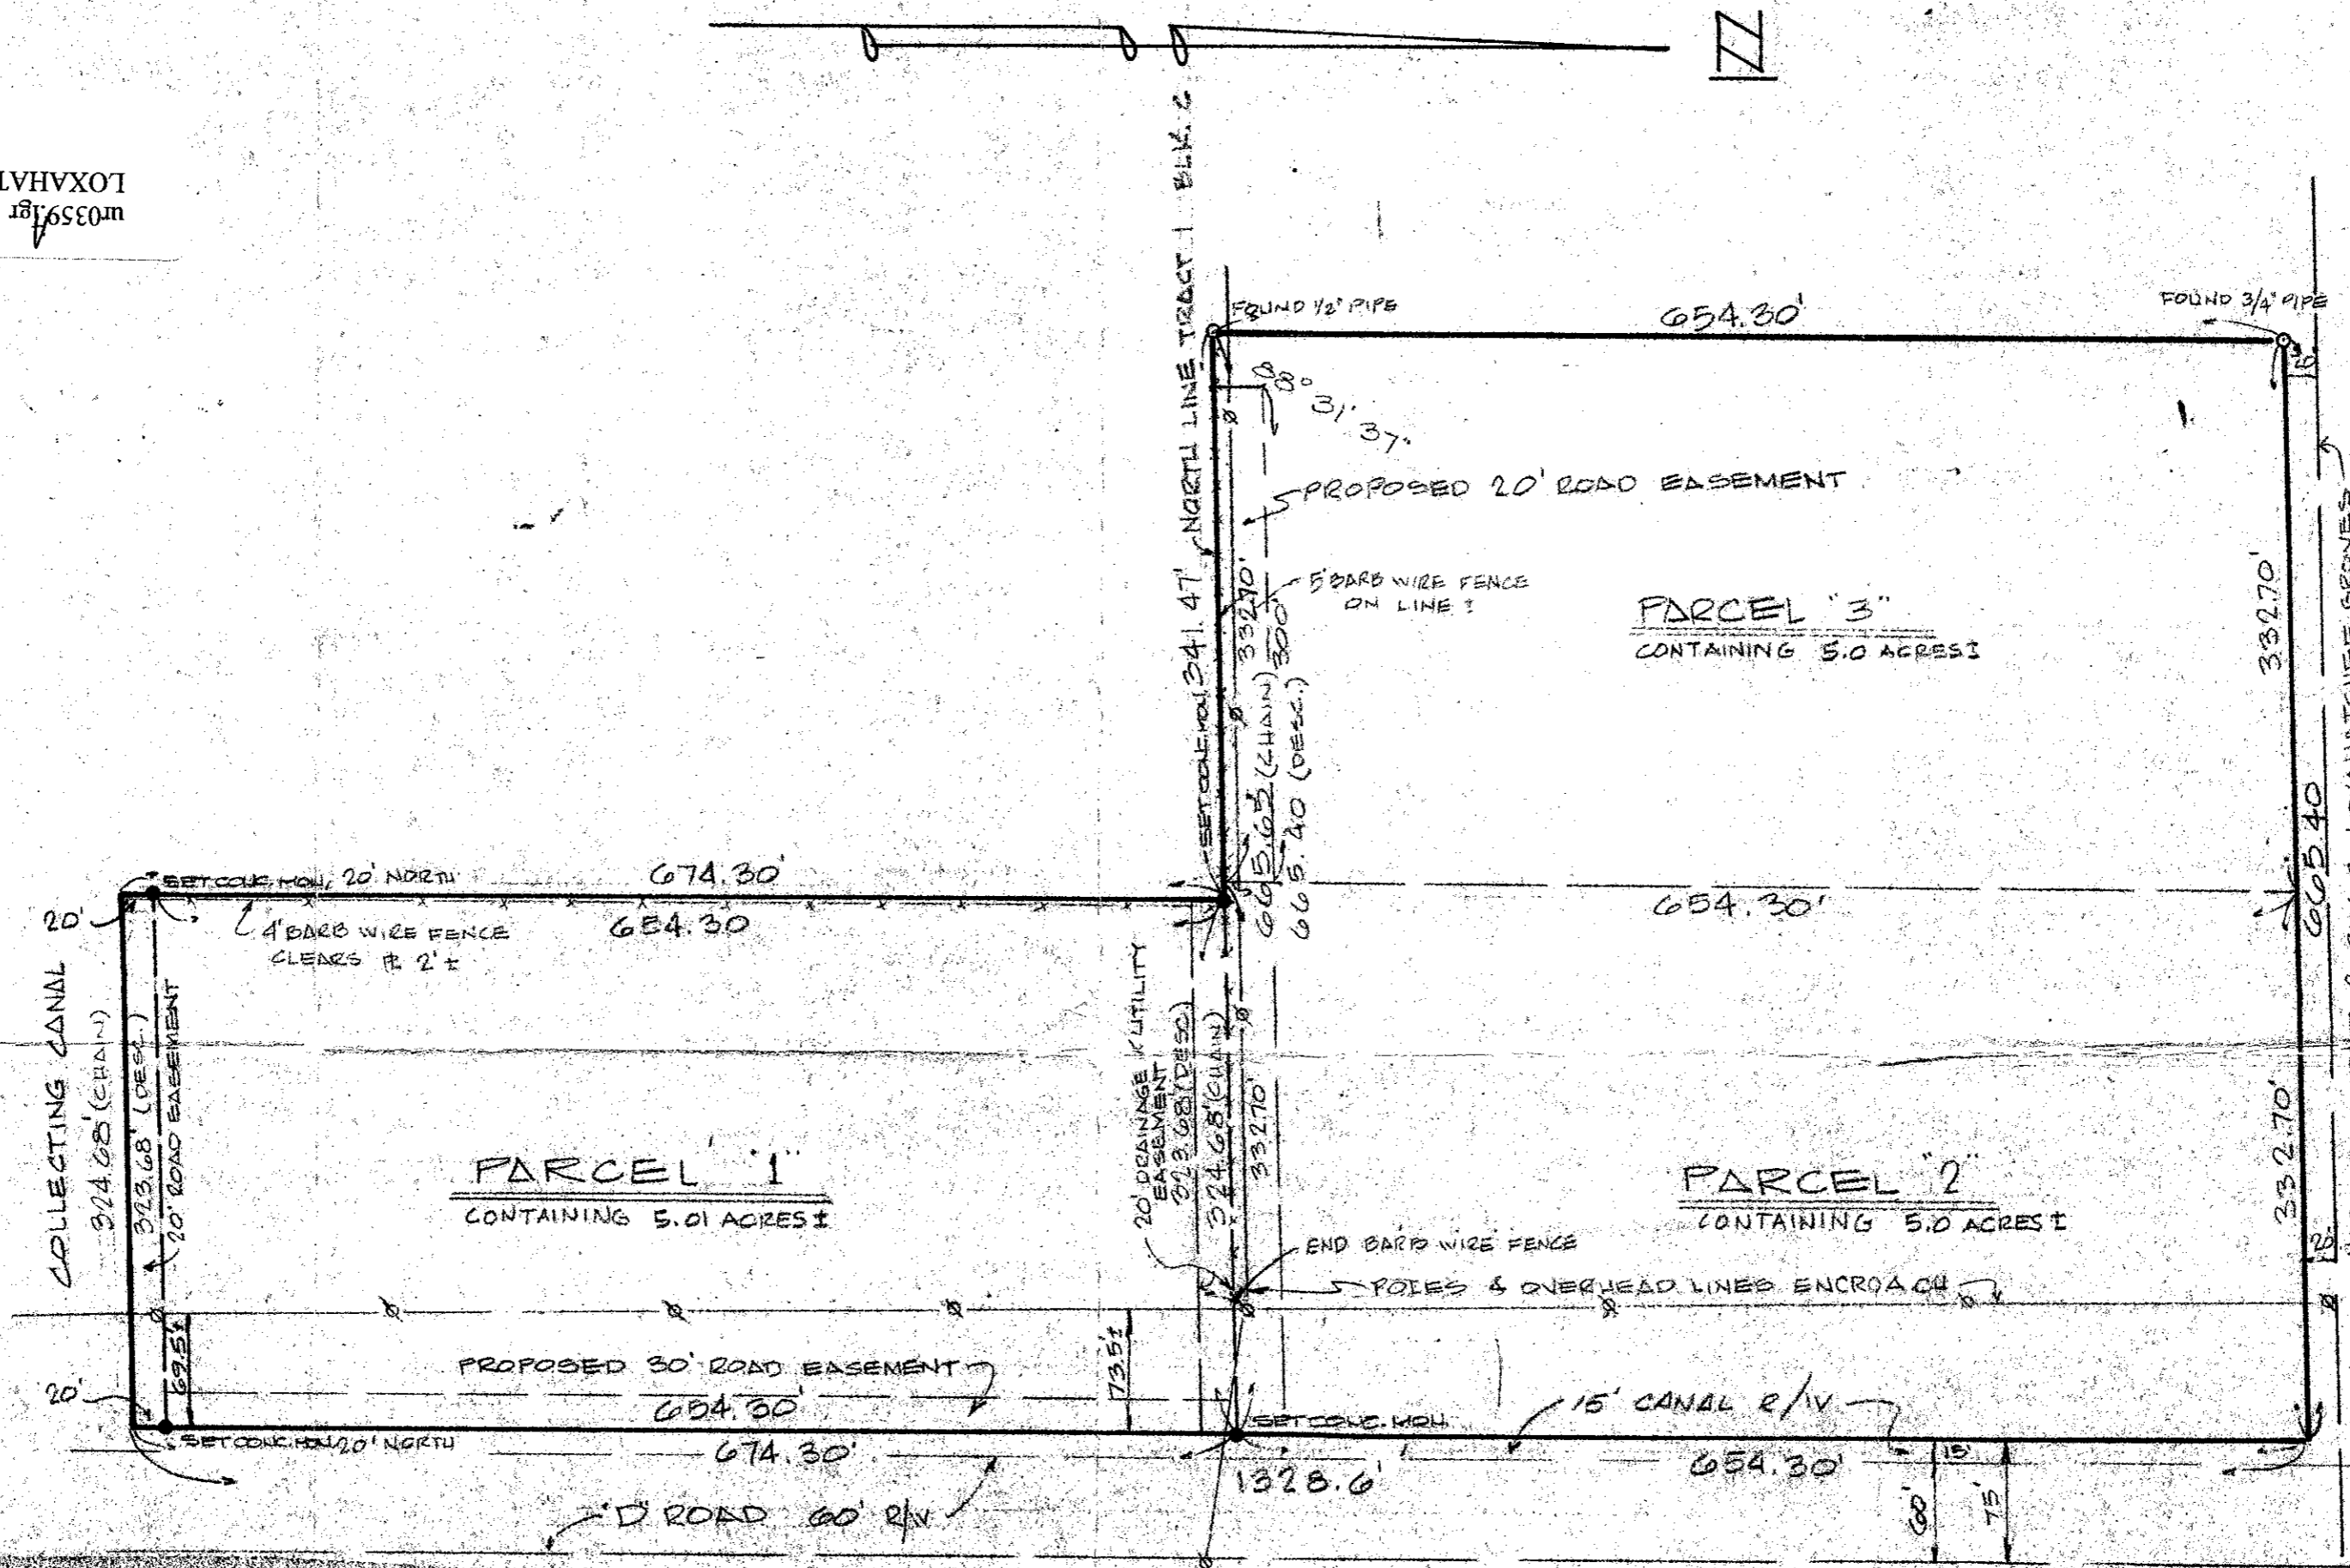 N
LOXAHAT
ur0359
NORTH LINE TRACT 1 BLK. 6
FOUND 1/2" PIPE
654.30'
FOUND 3/4" PIPE
20'
88° 31' 37"
PROPOSED 20' ROAD EASEMENT
5' BARB WIRE FENCE
ON LINE ±
341.47'
332.70'
300'
SET CONC. MON.
665.65' (CHAIN)
665.40 (DESC.)
PARCEL "3"
CONTAINING 5.0 ACRES±
332.70'
665.40
SET CONC. MON. 20' NORTH
674.30'
654.30
654.30'
20'
4' BARB WIRE FENCE
CLEARS ℄ 2' ±
COLLECTING CANAL
324.68' (CHAIN)
323.68' (DESC.)
20' ROAD EASEMENT
PARCEL "1"
CONTAINING 5.01 ACRES±
20' DRAINAGE & UTILITY
EASEMENT
323.68' (DESC.)
324.68' (CHAIN)
332.70'
PARCEL "2"
CONTAINING 5.0 ACRES±
332.70'
20'
END BARB WIRE FENCE
POLES & OVERHEAD LINES ENCROACH
69.5'±
73.5'±
PROPOSED 30' ROAD EASEMENT
654.30'
20'
SET CONC. MON. 20' NORTH
674.30'
SET CONC. MON.
1328.6'
15' CANAL R/W
654.30'
15'
60'
75'
"D" ROAD 60' R/W